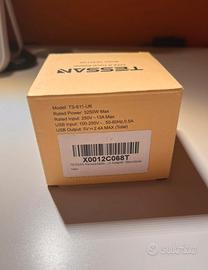 TESSAN
Model: TS-611-UK
Rated Power: 3250W Max
Rated Input: 250V~13A Max
USB Input: 100-250V~, 50-60Hz, 0.5A
USB Output: 5V⎓2.4A MAX (Total)
X0012C068T
subito